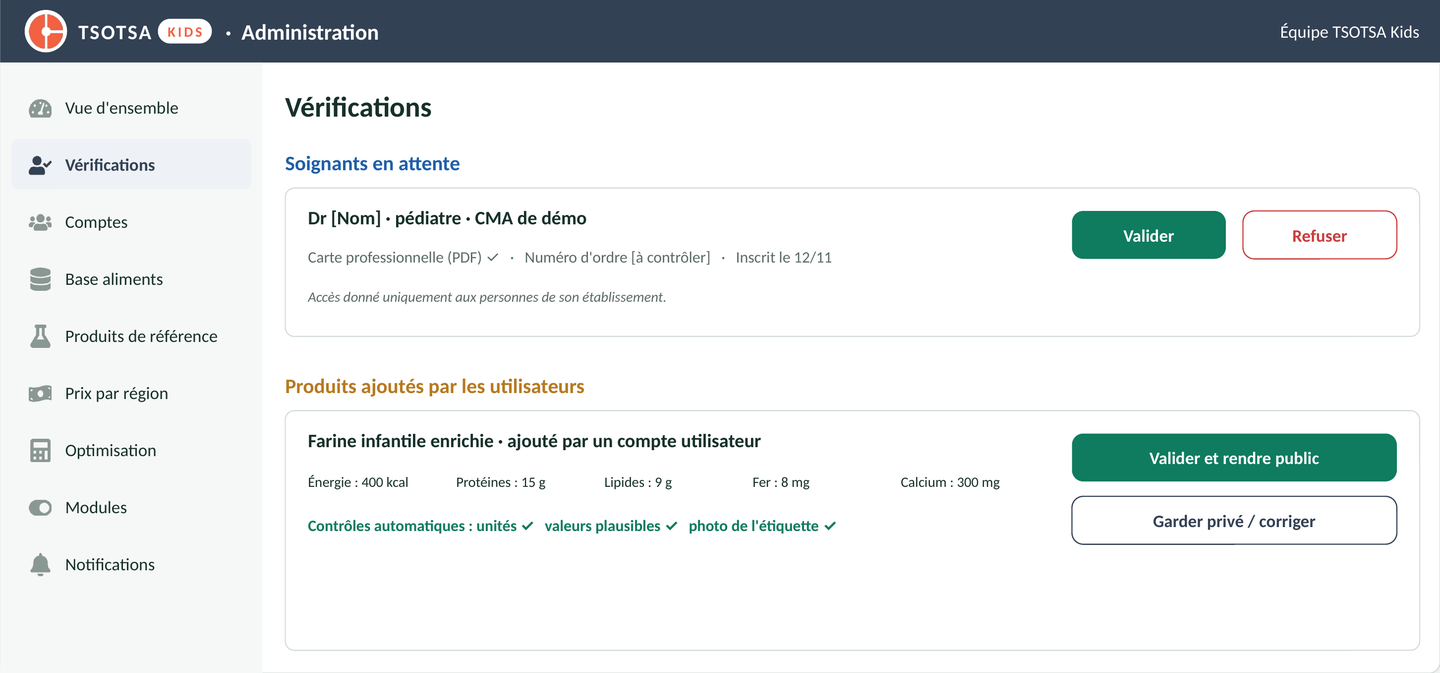 TSOTSA KIDS · Administration
Équipe TSOTSA Kids
Vue d'ensemble
Vérifications
Comptes
Base aliments
Produits de référence
Prix par région
Optimisation
Modules
Notifications
Vérifications
Soignants en attente
Dr [Nom] · pédiatre · CMA de démo
Carte professionnelle (PDF) ✓ · Numéro d'ordre [à contrôler] · Inscrit le 12/11
Accès donné uniquement aux personnes de son établissement.
Valider
Refuser
Produits ajoutés par les utilisateurs
Farine infantile enrichie · ajouté par un compte utilisateur
Énergie : 400 kcal Protéines : 15 g Lipides : 9 g Fer : 8 mg Calcium : 300 mg
Contrôles automatiques : unités ✓ valeurs plausibles ✓ photo de l'étiquette ✓
Valider et rendre public
Garder privé / corriger